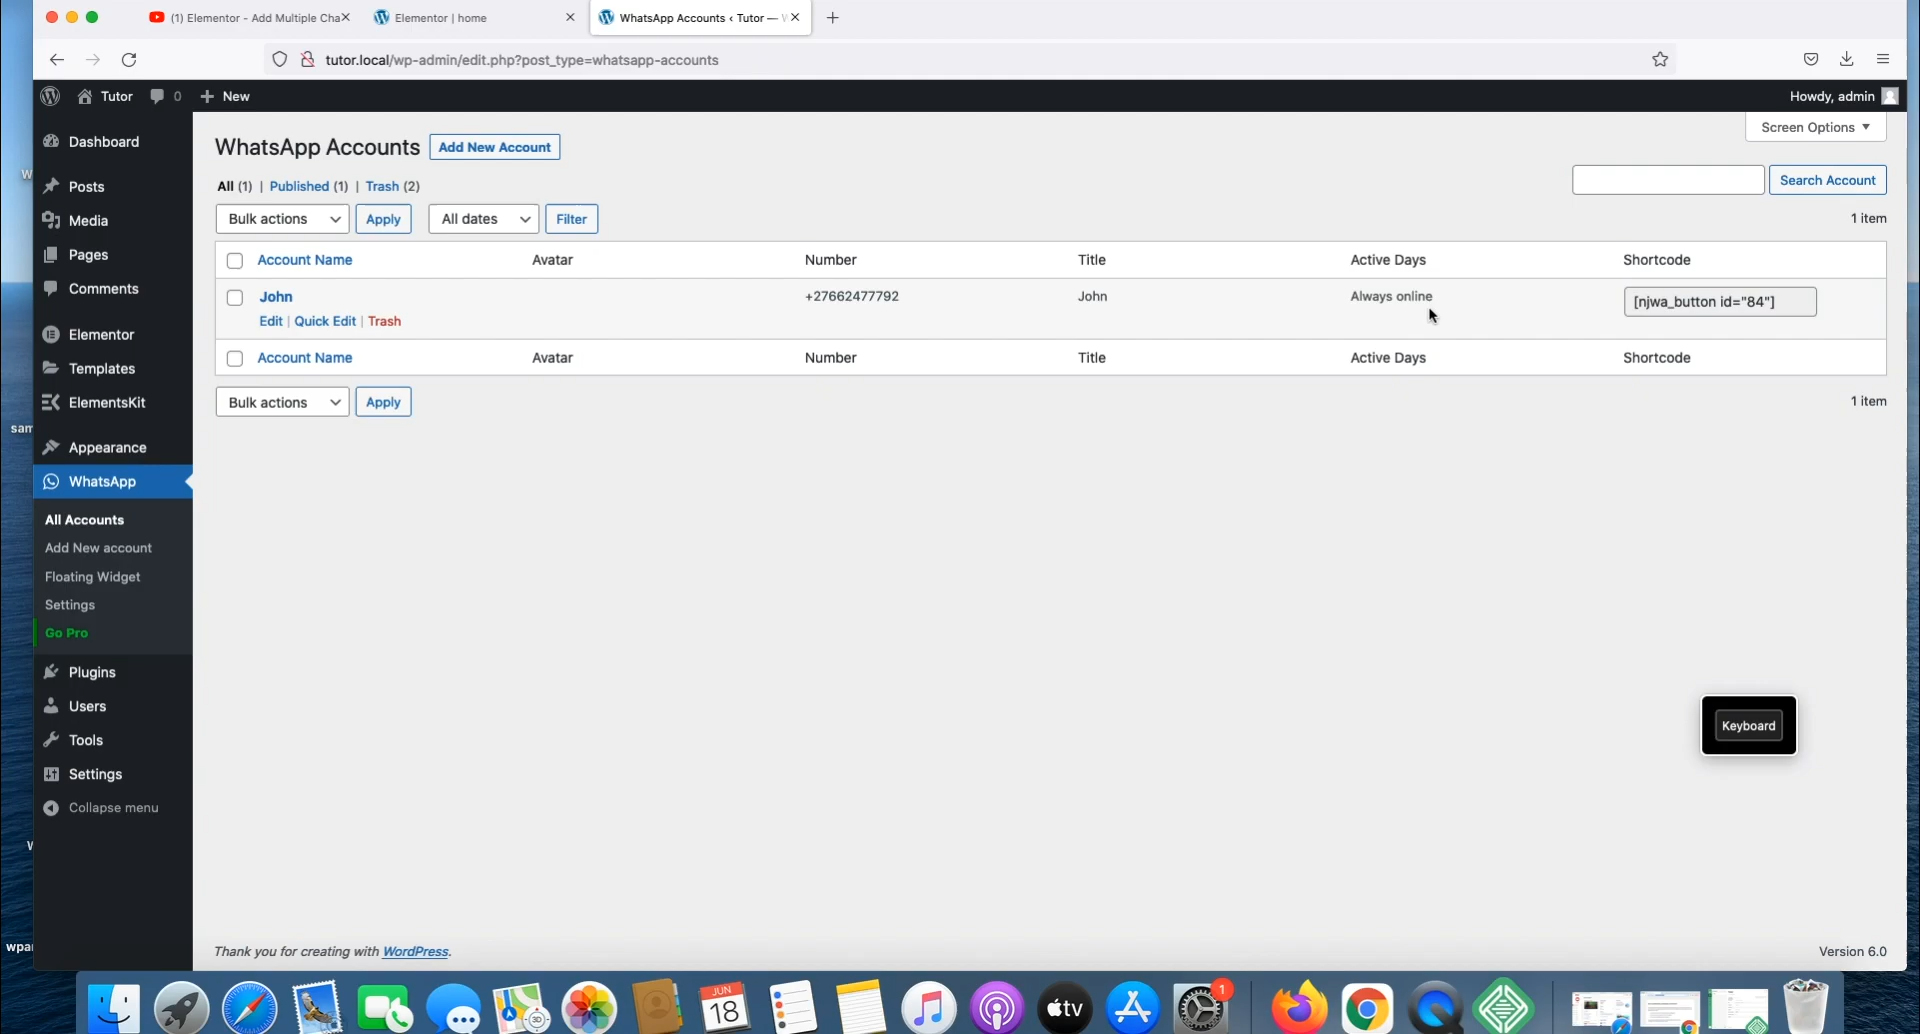 (1) Elementor - Add Multiple Cha
Elementor | home
WhatsApp Accounts ‹ Tutor —
tutor.local/wp-admin/edit.php?post_type=whatsapp-accounts
Tutor
0
New
Howdy, admin
Screen Options
Dashboard
Posts
Media
Pages
Comments
Elementor
Templates
ElementsKit
Appearance
WhatsApp
All Accounts
Add New account
Floating Widget
Settings
Go Pro
Plugins
Users
Tools
Settings
Collapse menu
WhatsApp Accounts Add New Account
All (1) | Published (1) | Trash (2)
Search Account
Bulk actions Apply All dates Filter 1 item
Account Name Avatar Number Title Active Days Shortcode
John +27662477792 John Always online [njwa_button id="84"]
Edit | Quick Edit | Trash
Account Name Avatar Number Title Active Days Shortcode
Bulk actions Apply 1 item
Keyboard
Thank you for creating with WordPress. Version 6.0
sam
wpar
JUN
18
3D
tv
1